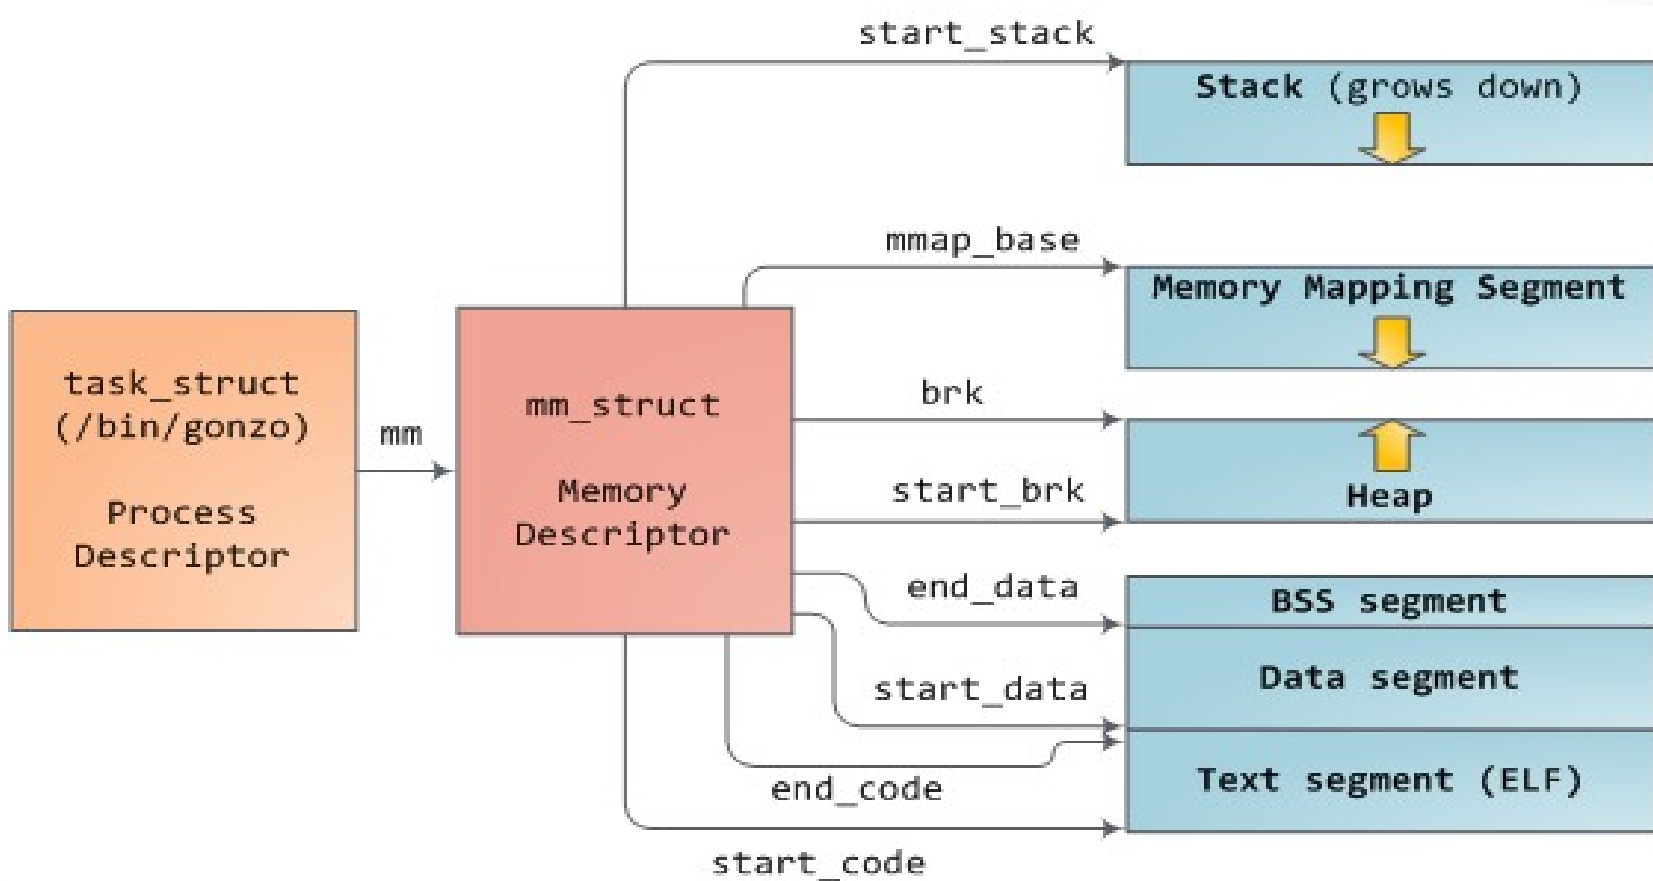 start_stack
Stack (grows down)
mmap_base
Memory Mapping Segment
task_struct
(/bin/gonzo)
Process
Descriptor
mm
mm_struct
Memory
Descriptor
brk
start_brk
Heap
end_data
BSS segment
start_data
Data segment
end_code
Text segment (ELF)
start_code